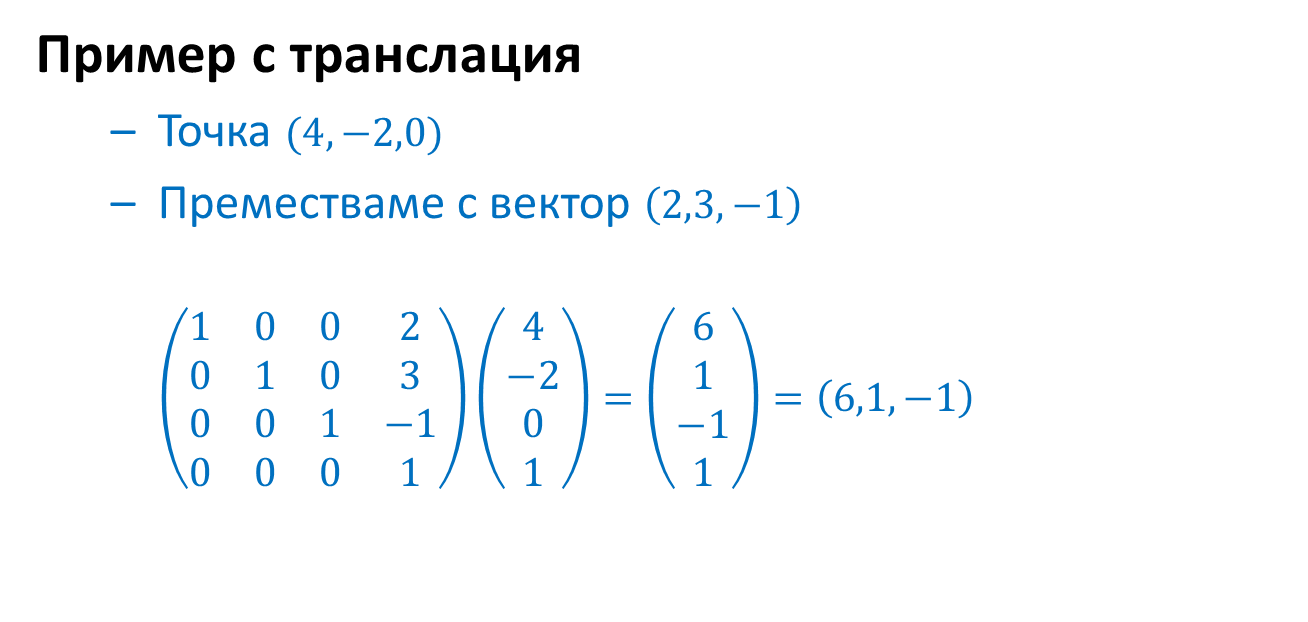 Пример с транслация
– Точка (4, −2,0)
– Преместваме с вектор (2,3, −1)
1 0 0 2 4 6
0 1 0 3 −2 1
0 0 1 −1 0 −1
0 0 0 1 1 1
= = (6,1, −1)